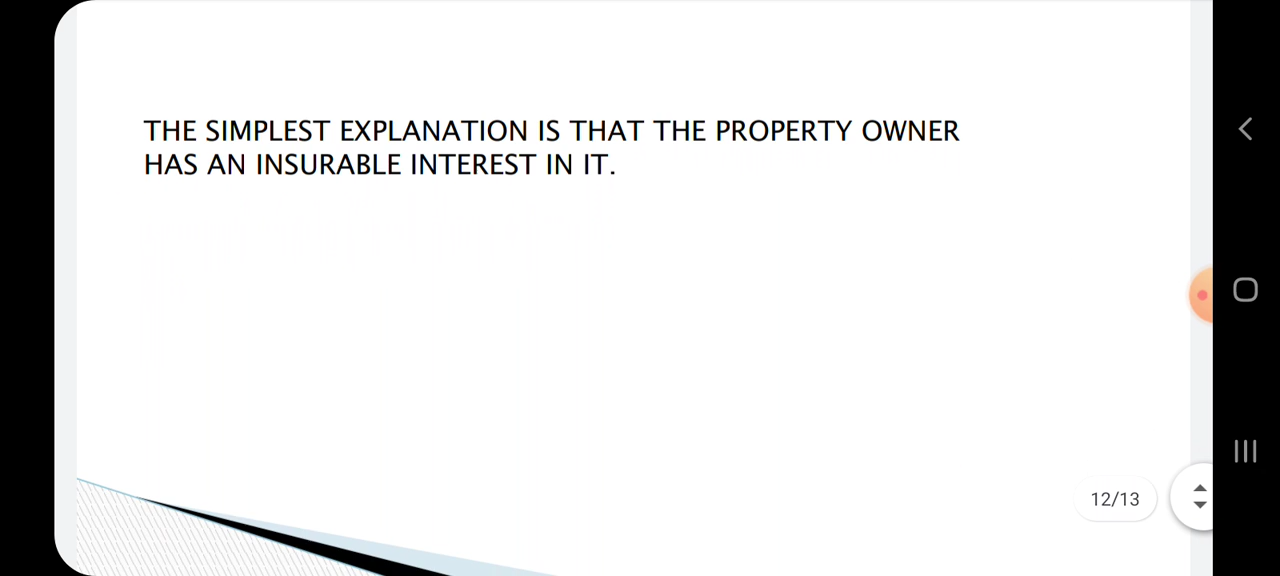 THE SIMPLEST EXPLANATION IS THAT THE PROPERTY OWNER
HAS AN INSURABLE INTEREST IN IT.
12/13